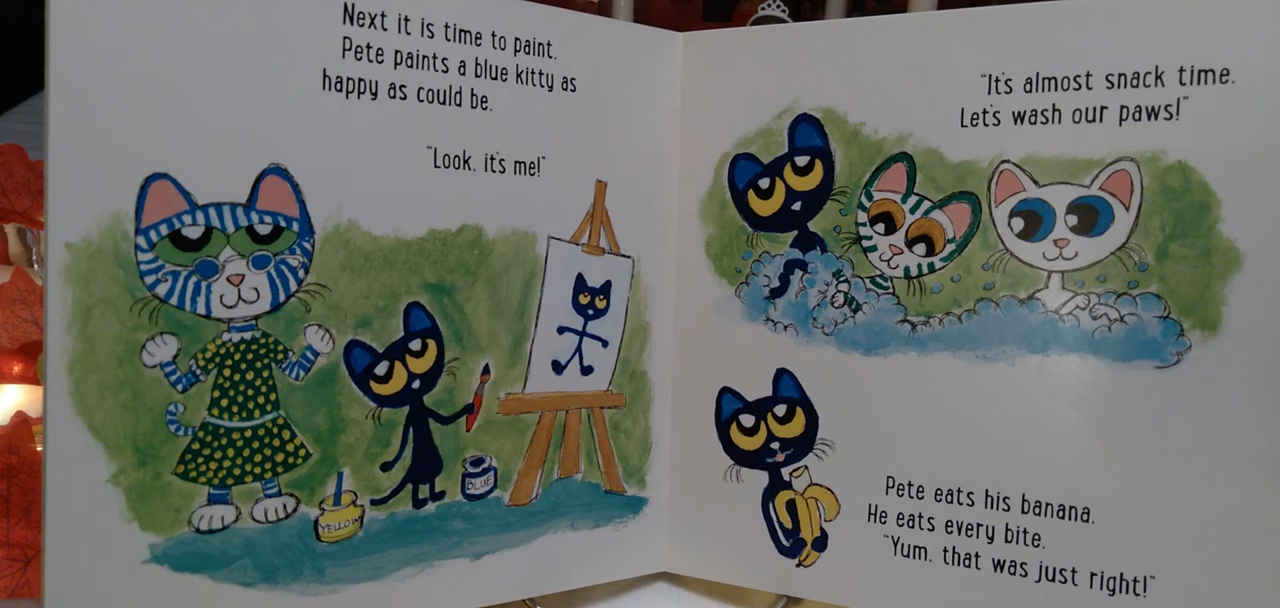 Next it is time to paint.
Pete paints a blue kitty as
happy as could be.
"Look, it's me!"
YELLOW
BLUE
"It's almost snack time.
Let's wash our paws!"
Pete eats his banana.
He eats every bite.
"Yum, that was just right!"